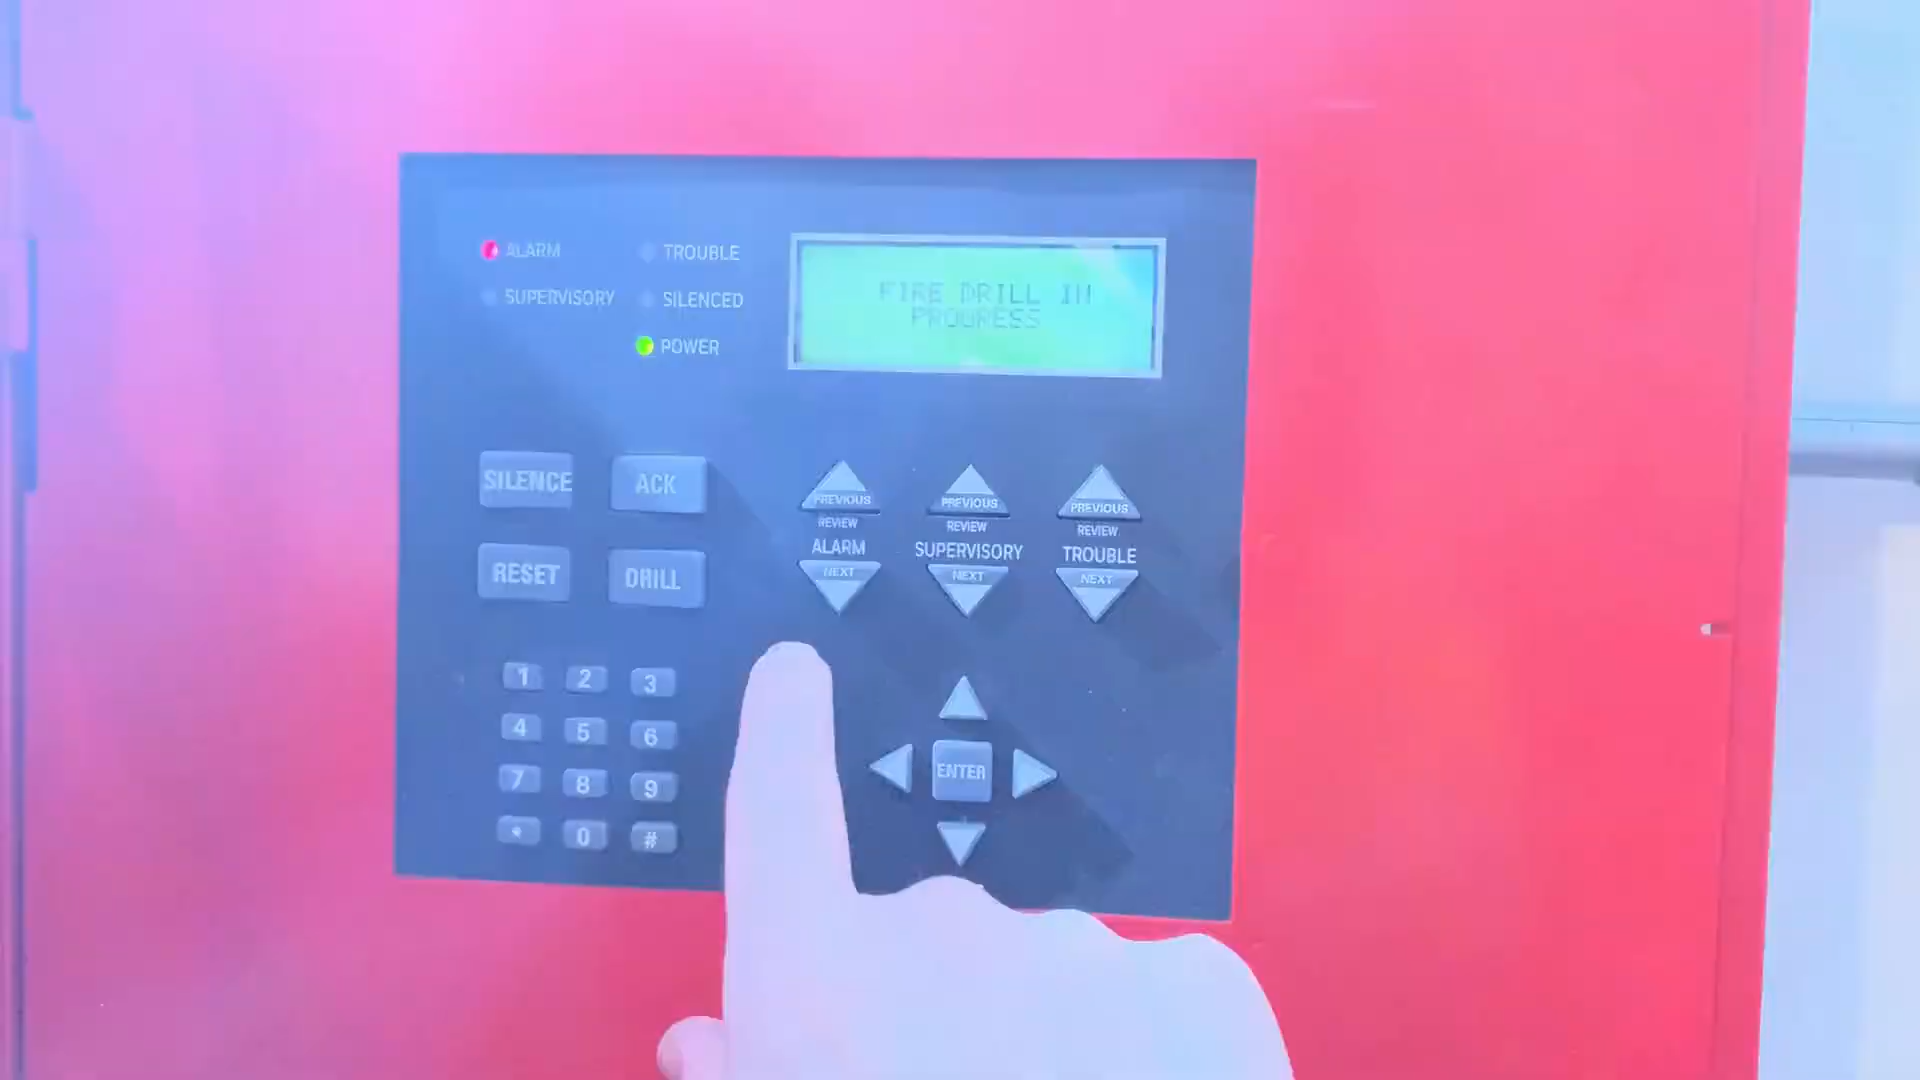 ALARM
TROUBLE
SUPERVISORY
SILENCED
POWER
FIRE DRILL IN
PROGRESS
SILENCE
ACK
RESET
DRILL
PREVIOUS
REVIEW
ALARM
NEXT
PREVIOUS
REVIEW
SUPERVISORY
NEXT
PREVIOUS
REVIEW
TROUBLE
NEXT
1 2 3
4 5 6
7 8 9
* 0 #
ENTER